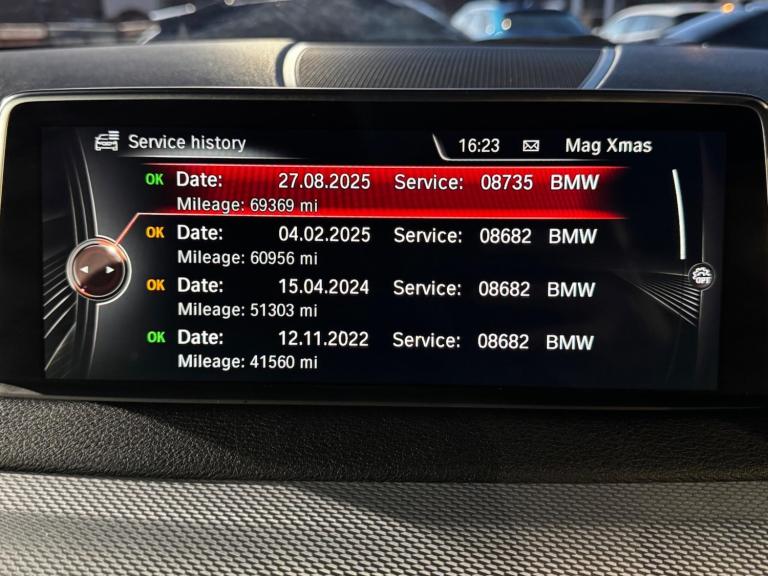 Service history 16:23 Mag Xmas
OK Date: 27.08.2025 Service: 08735 BMW
Mileage: 69369 mi
OK Date: 04.02.2025 Service: 08682 BMW
Mileage: 60956 mi
OK Date: 15.04.2024 Service: 08682 BMW
Mileage: 51303 mi
OK Date: 12.11.2022 Service: 08682 BMW
Mileage: 41560 mi